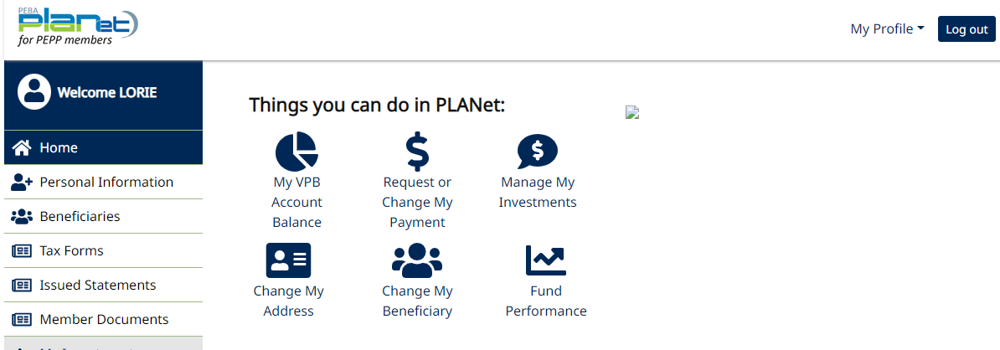 PEBA
planet
for PEPP members
My Profile
Log out
Welcome LORIE
Home
Personal Information
Beneficiaries
Tax Forms
Issued Statements
Member Documents
Things you can do in PLANet:
My VPB
Account
Balance
Request or
Change My
Payment
Manage My
Investments
Change My
Address
Change My
Beneficiary
Fund
Performance